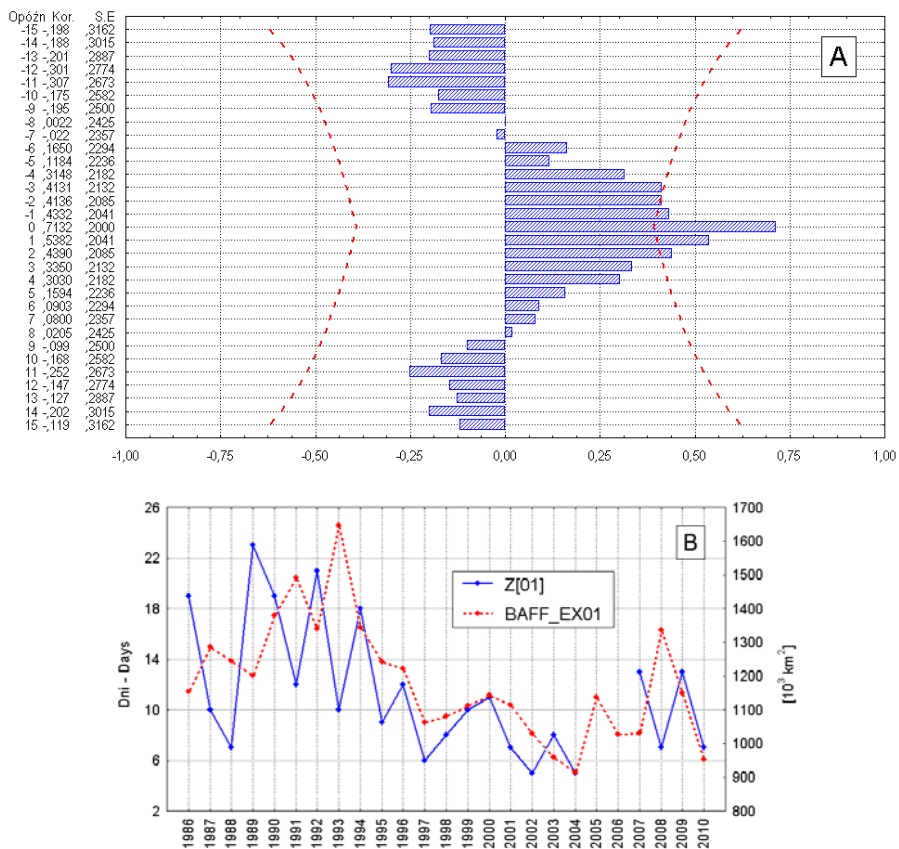 Opóźn Kor. S.E
-15 -,198 ,3162
-14 -,188 ,3015
-13 -,201 ,2887
-12 -,301 ,2774
-11 -,307 ,2673
-10 -,175 ,2582
-9 -,195 ,2500
-8 ,0022 ,2425
-7 -,022 ,2357
-6 ,1650 ,2294
-5 ,1184 ,2236
-4 ,3148 ,2182
-3 ,4131 ,2132
-2 ,4136 ,2085
-1 ,4332 ,2041
0 ,7132 ,2000
1 ,5382 ,2041
2 ,4390 ,2085
3 ,3350 ,2132
4 ,3030 ,2182
5 ,1594 ,2236
6 ,0903 ,2294
7 ,0800 ,2357
8 ,0205 ,2425
9 -,099 ,2500
10 -,168 ,2582
11 -,252 ,2673
12 -,147 ,2774
13 -,127 ,2887
14 -,202 ,3015
15 -,119 ,3162
A
-1,00 -0,75 -0,50 -0,25 0,00 0,25 0,50 0,75 1,00
B
Dni - Days
26
22
18
14
10
6
2
Z[01]
BAFF_EX01
1700
1600
1500
1400
1300
1200
1100
1000
900
800
[10³ km²]
1986 1987 1988 1989 1990 1991 1992 1993 1994 1995 1996 1997 1998 1999 2000 2001 2002 2003 2004 2005 2006 2007 2008 2009 2010